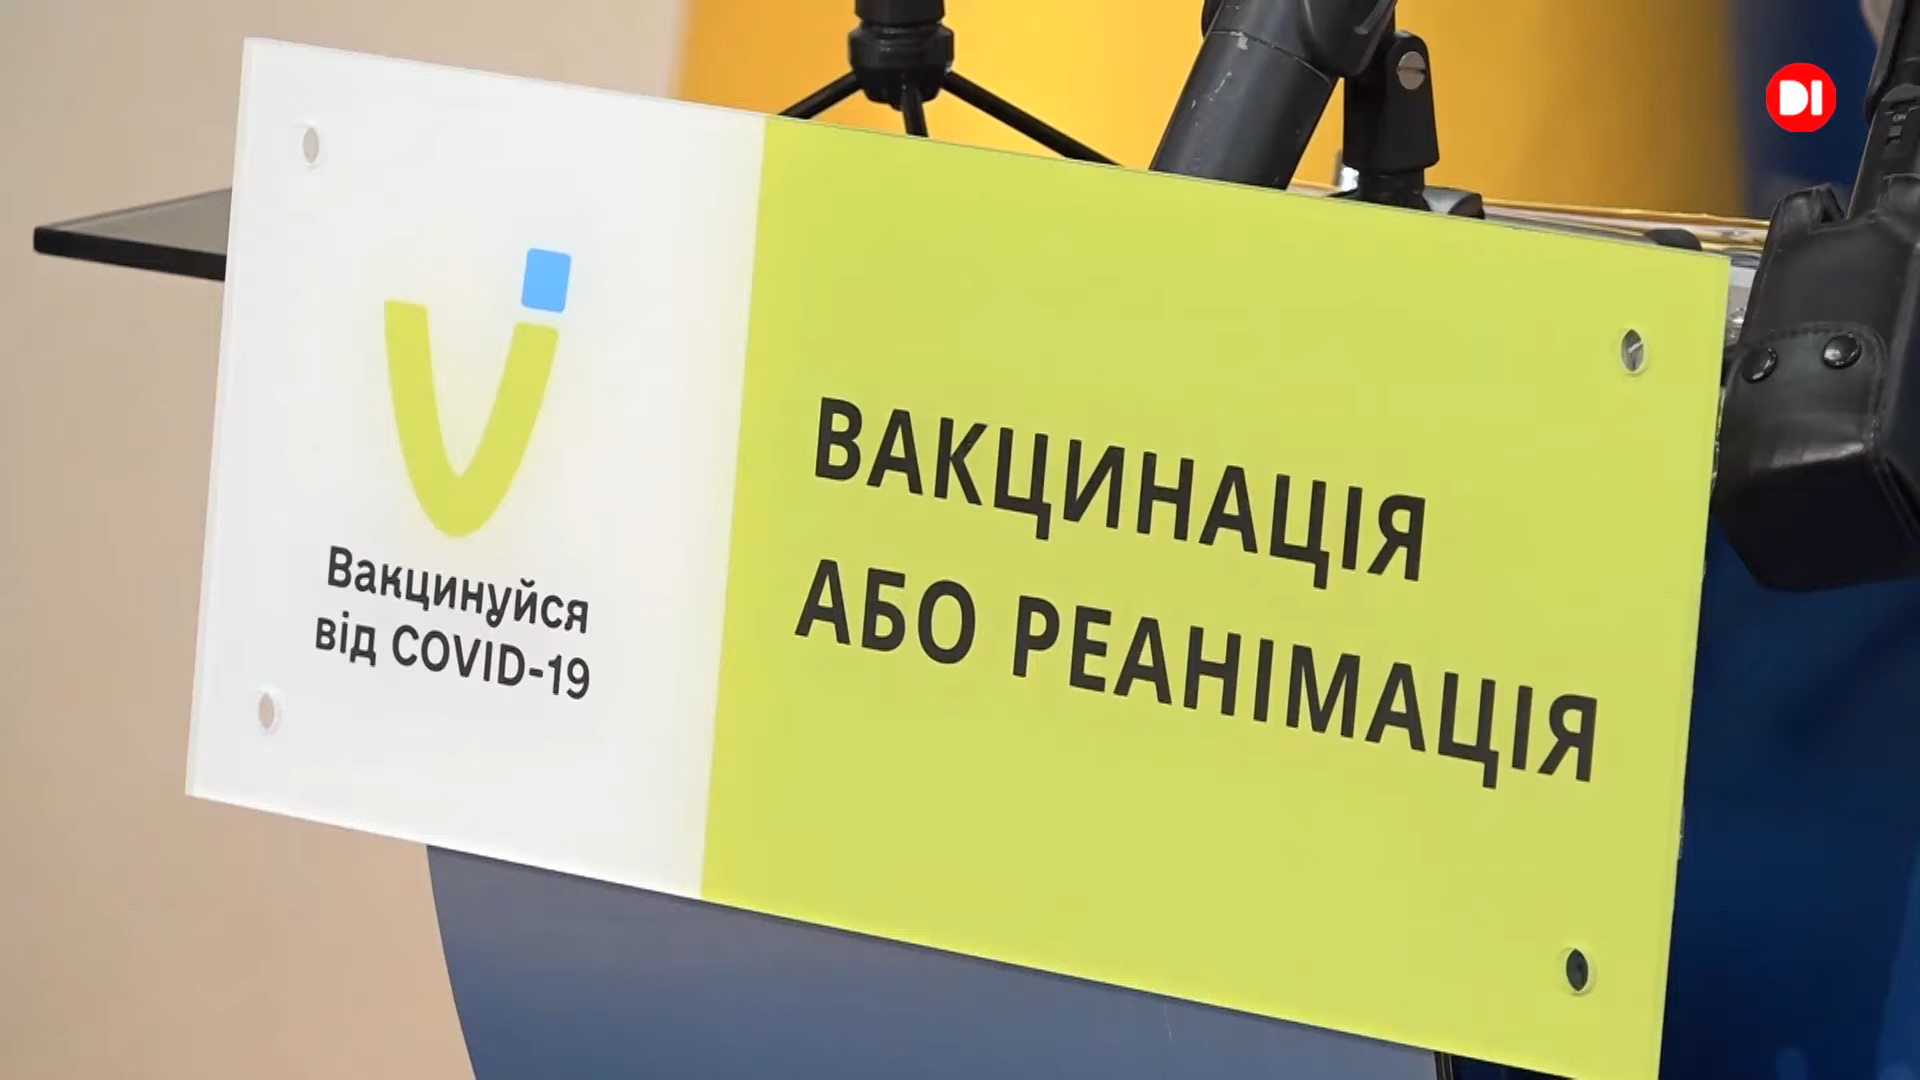 DI
Вакцинуйся
від COVID-19
ВАКЦИНАЦІЯ
АБО РЕАНІМАЦІЯ